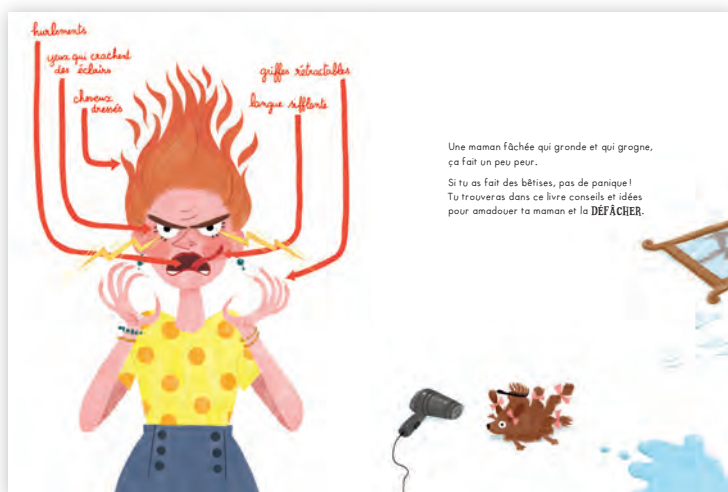 hurlements
yeux qui crachent
des éclairs
cheveux
dressés
griffes rétractables
langue sifflante
Une maman fâchée qui gronde et qui grogne,
ça fait un peu peur.
Si tu as fait des bêtises, pas de panique !
Tu trouveras dans ce livre conseils et idées
pour amadouer ta maman et la DÉFÂCHER.